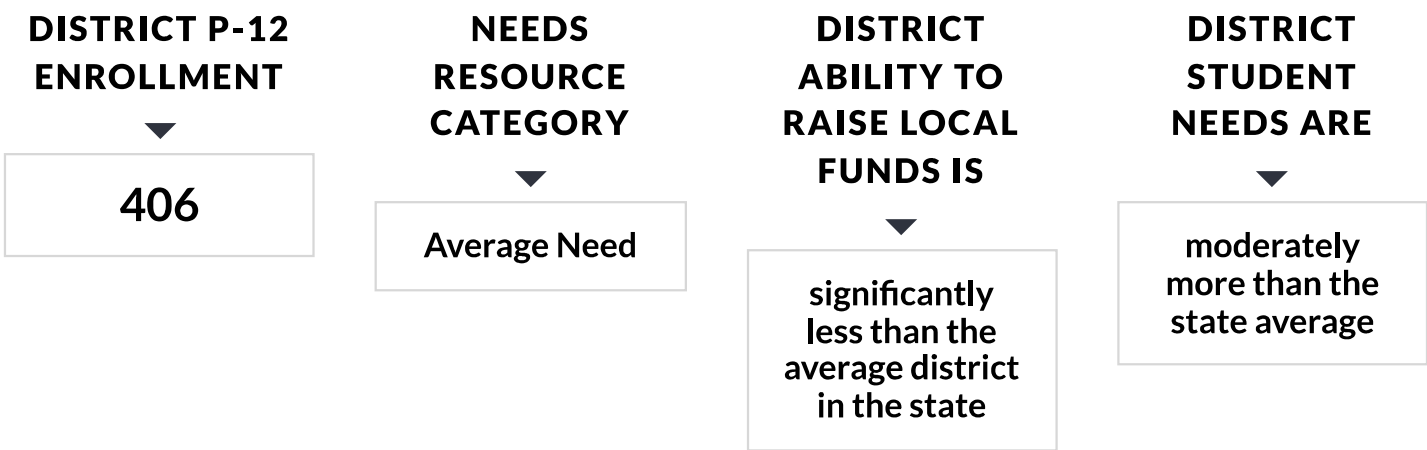 DISTRICT P-12
ENROLLMENT
406
NEEDS
RESOURCE
CATEGORY
Average Need
DISTRICT
ABILITY TO
RAISE LOCAL
FUNDS IS
significantly
less than the
average district
in the state
DISTRICT
STUDENT
NEEDS ARE
moderately
more than the
state average